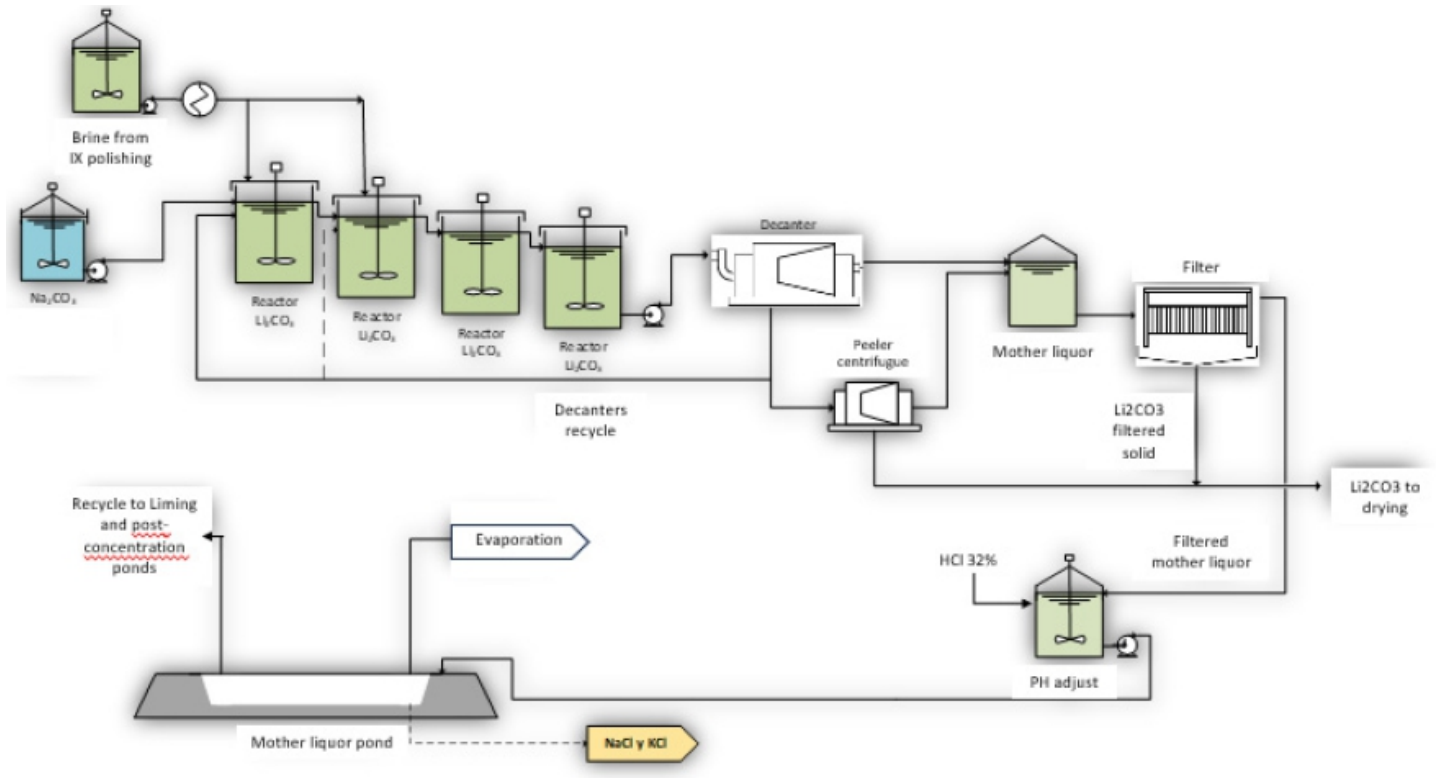 Brine from
IX polishing
Na₂CO₃
Reactor
Li₂CO₃
Reactor
Li₂CO₃
Reactor
Li₂CO₃
Reactor
Li₂CO₃
Decanter
Peeler
centrifugue
Mother liquor
Filter
Decanters
recycle
Li2CO3
filtered
solid
Li2CO3 to
drying
Recycle to Liming
and post-
concentration
ponds
Evaporation
HCl 32%
Filtered
mother liquor
PH adjust
Mother liquor pond
NaCl y KCl